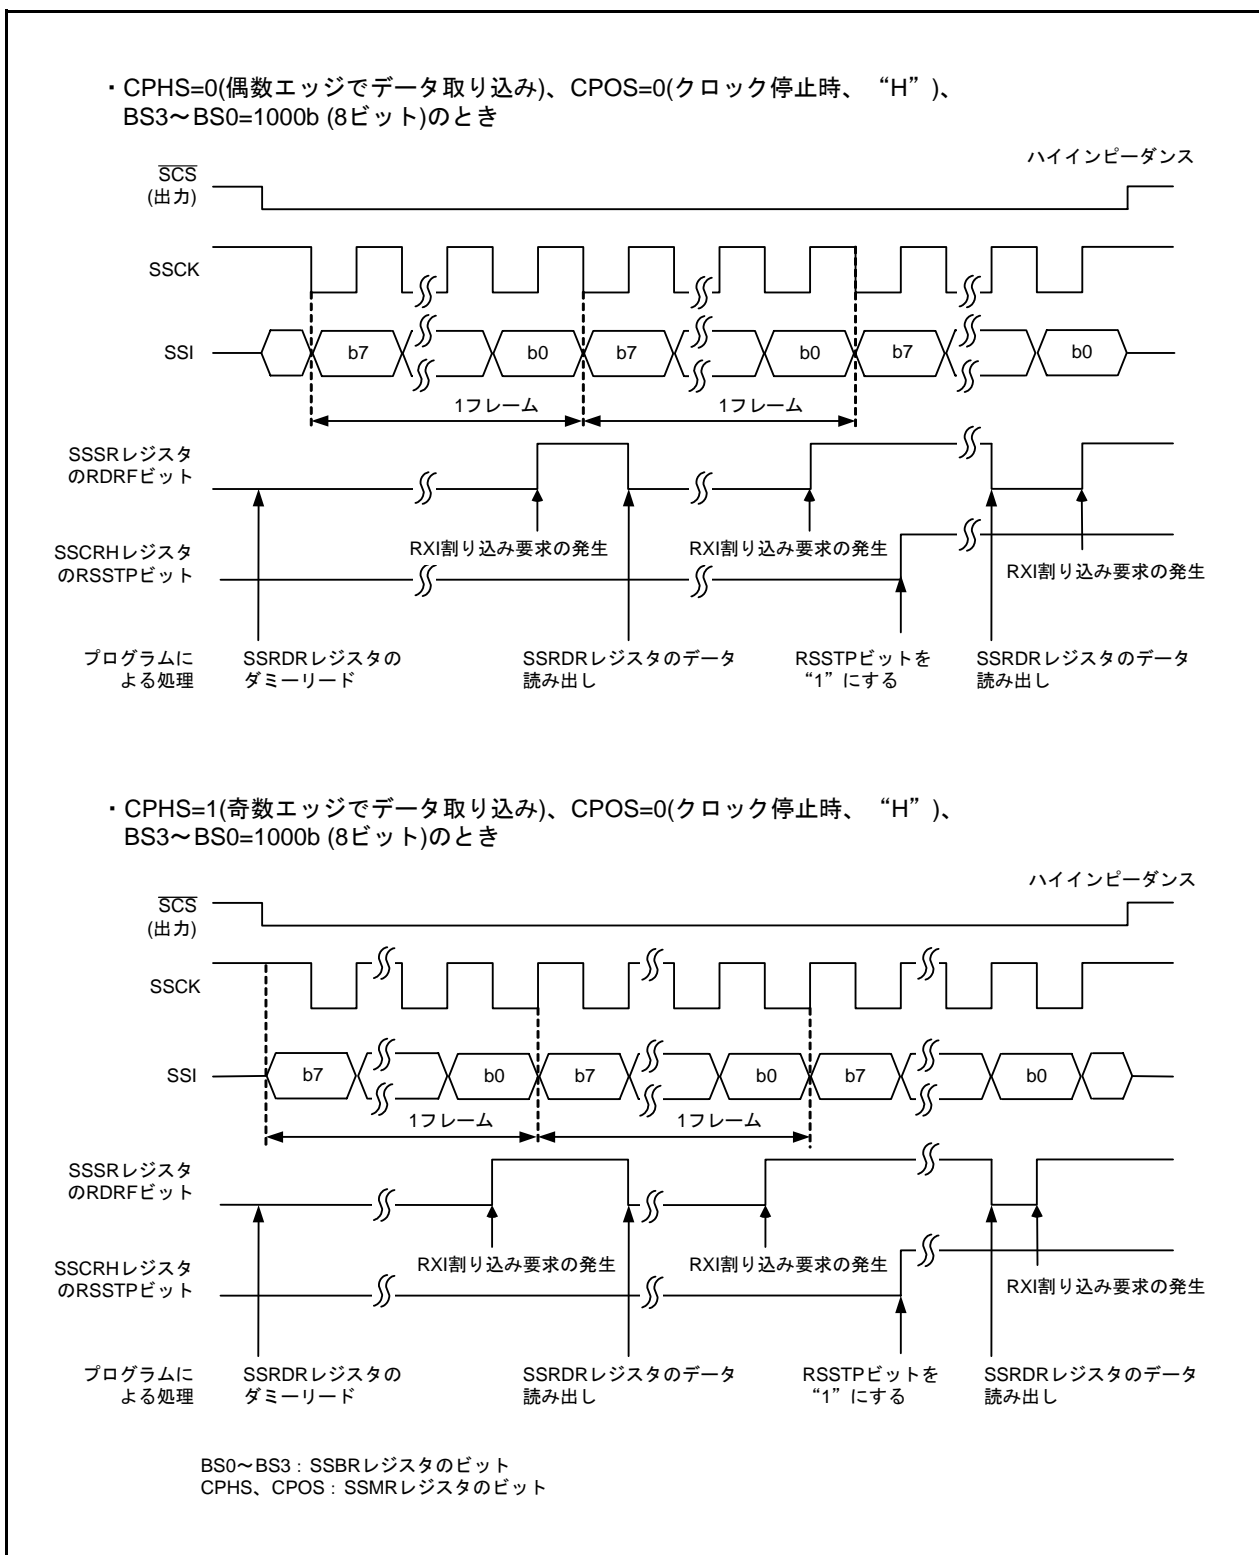 ・CPHS=0(偶数エッジでデータ取り込み)、CPOS=0(クロック停止時、“H”)、
BS3～BS0=1000b (8ビット)のとき
ハイインピーダンス
SCS
(出力)
SSCK
SSI
b7
b0
b7
b0
b7
b0
1フレーム
1フレーム
SSSRレジスタ
のRDRFビット
RXI割り込み要求の発生
RXI割り込み要求の発生
RXI割り込み要求の発生
SSCRHレジスタ
のRSSTPビット
プログラムに
よる処理
SSRDRレジスタの
ダミーリード
SSRDRレジスタのデータ
読み出し
RSSTPビットを
“1”にする
SSRDRレジスタのデータ
読み出し
・CPHS=1(奇数エッジでデータ取り込み)、CPOS=0(クロック停止時、“H”)、
BS3～BS0=1000b (8ビット)のとき
ハイインピーダンス
SCS
(出力)
SSCK
SSI
b7
b0
b7
b0
b7
b0
1フレーム
1フレーム
SSSRレジスタ
のRDRFビット
RXI割り込み要求の発生
RXI割り込み要求の発生
RXI割り込み要求の発生
SSCRHレジスタ
のRSSTPビット
プログラムに
よる処理
SSRDRレジスタの
ダミーリード
SSRDRレジスタのデータ
読み出し
RSSTPビットを
“1”にする
SSRDRレジスタのデータ
読み出し
BS0～BS3 : SSBRレジスタのビット
CPHS、CPOS : SSMRレジスタのビット